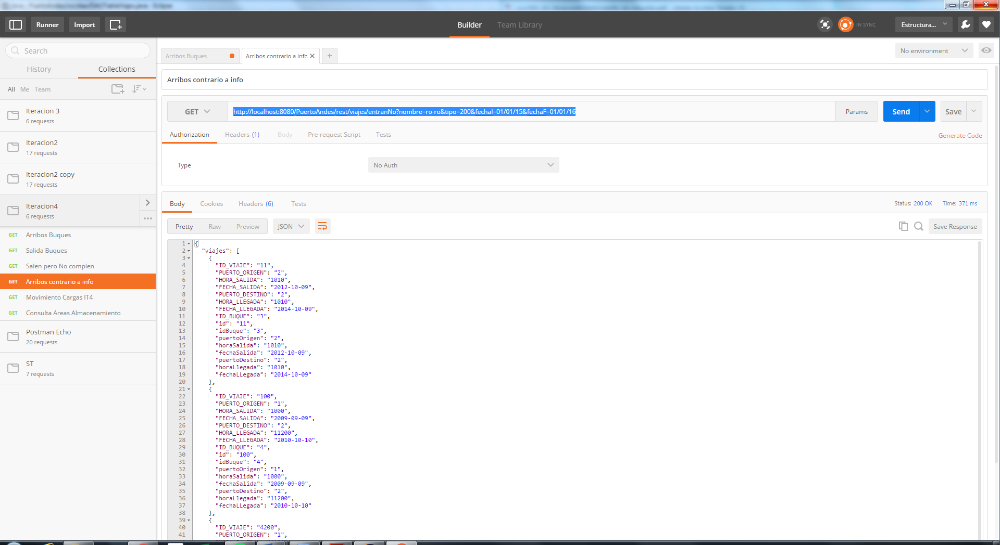 Runner
Import
Builder
Team Library
IN SYNC
Estructura...
Search
History
Collections
All
Me
Team
Iteracion 3
6 requests
Iteracion2
17 requests
Iteracion2 copy
17 requests
Iteracion4
6 requests
GET Arribos Buques
GET Salida Buques
GET Salen pero No complen
GET Arribos contrario a info
GET Movimiento Cargas IT4
GET Consulta Areas Almacenamiento
Postman Echo
20 requests
ST
7 requests
Arribos Buques
Arribos contrario a info
No environment
Arribos contrario a info
GET
http://localhost:8080/PuertoAndes/rest/viajes/entranNo?nombre=ro-ro&tipo=200&fechaI=01/01/15&fechaF=01/01/16
Params
Send
Save
Authorization
Headers (1)
Body
Pre-request Script
Tests
Generate Code
Type
No Auth
Body
Cookies
Headers (6)
Tests
Status: 200 OK
Time: 371 ms
Pretty
Raw
Preview
JSON
Save Response
1 {
2 "viajes": [
3 {
4 "ID_VIAJE": "11",
5 "PUERTO_ORIGEN": "2",
6 "HORA_SALIDA": "1010",
7 "FECHA_SALIDA": "2012-10-09",
8 "PUERTO_DESTINO": "2",
9 "HORA_LLEGADA": "1010",
10 "FECHA_LLEGADA": "2014-10-09",
11 "ID_BUQUE": "3",
12 "id": "11",
13 "idBuque": "3",
14 "puertoOrigen": "2",
15 "horaSalida": "1010",
16 "fechaSalida": "2012-10-09",
17 "puertoDestino": "2",
18 "horaLlegada": "1010",
19 "fechaLLegada": "2014-10-09"
20 },
21 {
22 "ID_VIAJE": "100",
23 "PUERTO_ORIGEN": "1",
24 "HORA_SALIDA": "1000",
25 "FECHA_SALIDA": "2009-09-09",
26 "PUERTO_DESTINO": "2",
27 "HORA_LLEGADA": "11200",
28 "FECHA_LLEGADA": "2010-10-10",
29 "ID_BUQUE": "4",
30 "id": "100",
31 "idBuque": "4",
32 "puertoOrigen": "1",
33 "horaSalida": "1000",
34 "fechaSalida": "2009-09-09",
35 "puertoDestino": "2",
36 "horaLlegada": "11200",
37 "fechaLLegada": "2010-10-10"
38 },
39 {
40 "ID_VIAJE": "4200",
41 "PUERTO_ORIGEN": "1",